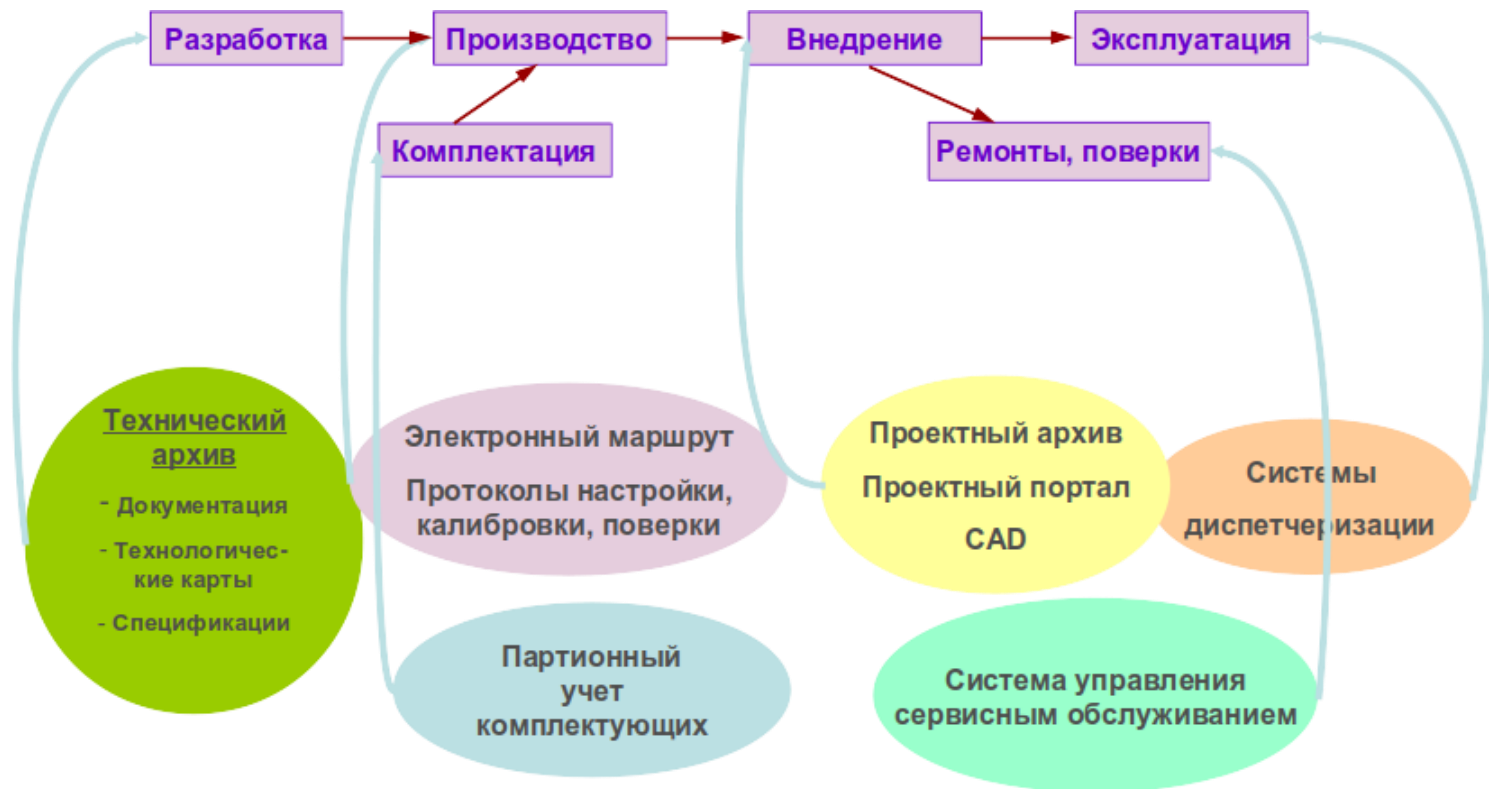 Разработка
Производство
Внедрение
Эксплуатация
Комплектация
Ремонты, поверки
Технический
архив
- Документация
- Технологичес-
кие карты
- Спецификации
Электронный маршрут
Протоколы настройки,
калибровки, поверки
Проектный архив
Проектный портал
CAD
Системы
диспетчеризации
Партионный
учет
комплектующих
Система управления
сервисным обслуживанием